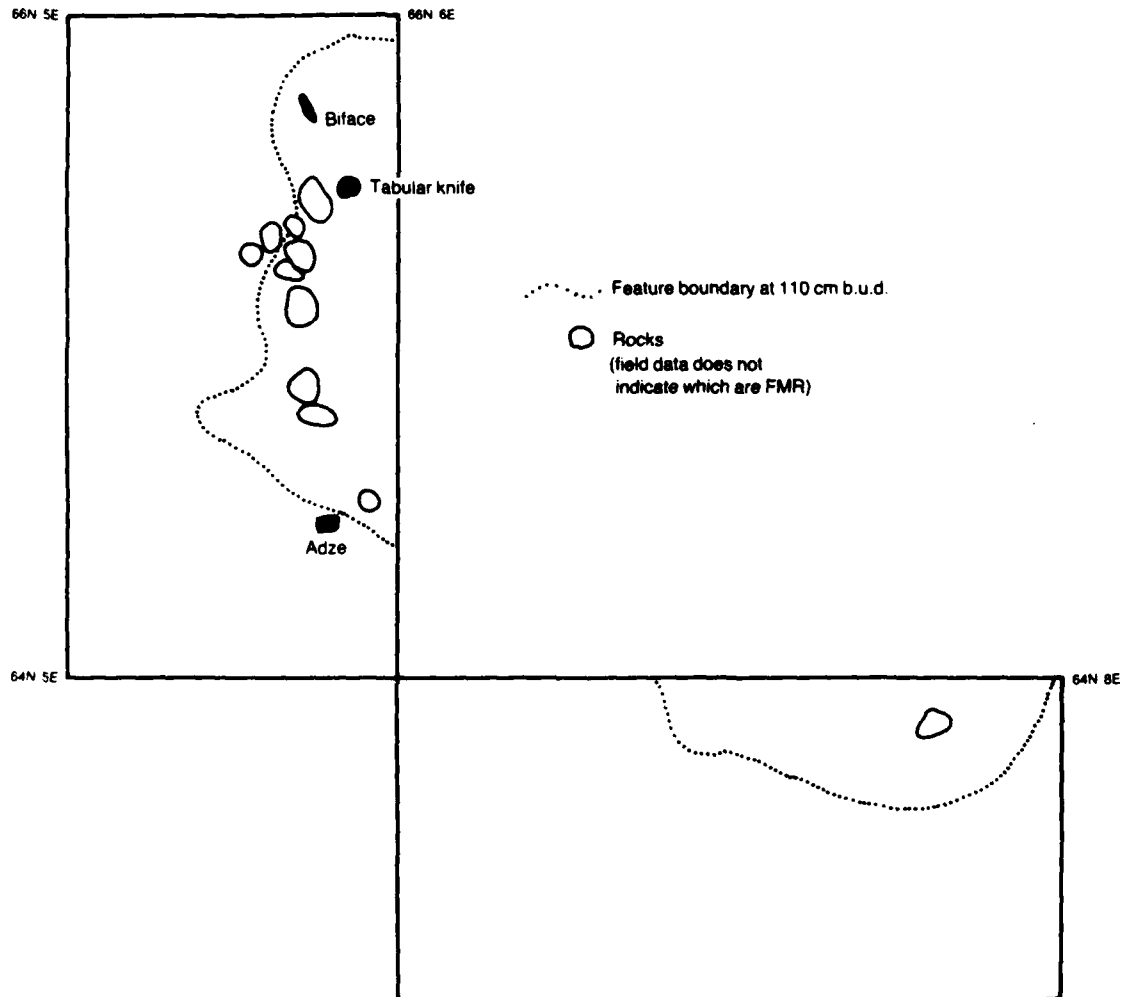 66N 5E
66N 6E
Biface
Tabular knife
Feature boundary at 110 cm b.u.d.
Rocks
(field data does not
indicate which are FMR)
Adze
64N 5E
64N 8E